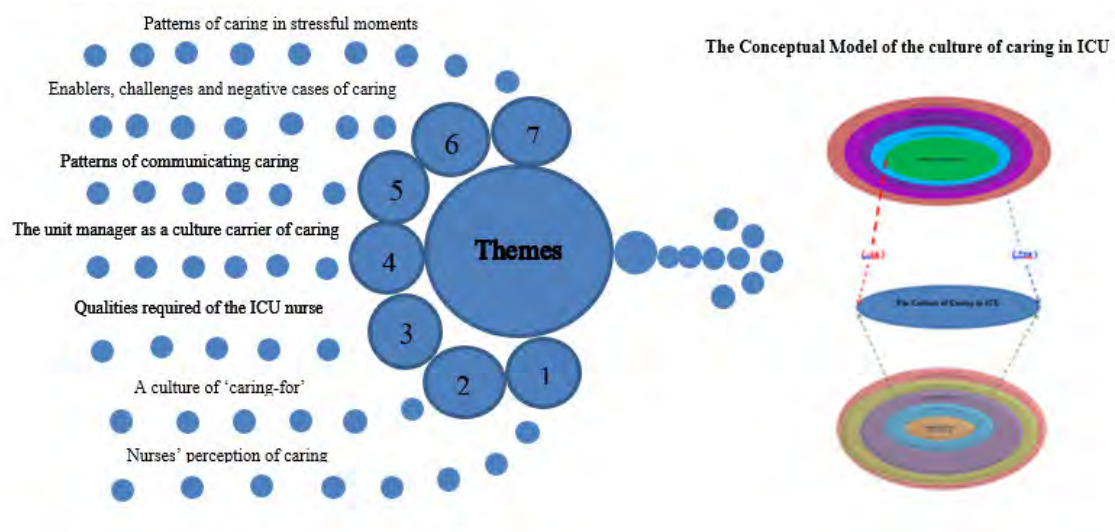 Patterns of caring in stressful moments
Enablers, challenges and negative cases of caring
Patterns of communicating caring
The unit manager as a culture carrier of caring
Qualities required of the ICU nurse
A culture of ‘caring-for’
Nurses’ perception of caring
7
6
5
4
3
2
1
Themes
The Conceptual Model of the culture of caring in ICU
The Culture of Caring in ICU